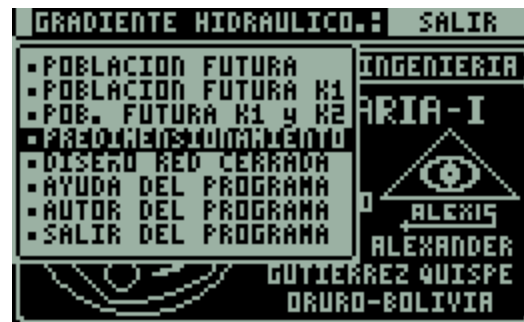 GRADIENTE HIDRAULICO.: SALIR
POBLACION FUTURA
POBLACION FUTURA K1
POB. FUTURA K1 y K2
PREDIMENSIONAMIENTO
DISEÑO RED CERRADA
AYUDA DEL PROGRAMA
AUTOR DEL PROGRAMA
SALIR DEL PROGRAMA
INGENIERIA
ARIA-I
ALEXIS
ALEXANDER
GUTIERREZ QUISPE
ORURO-BOLIVIA